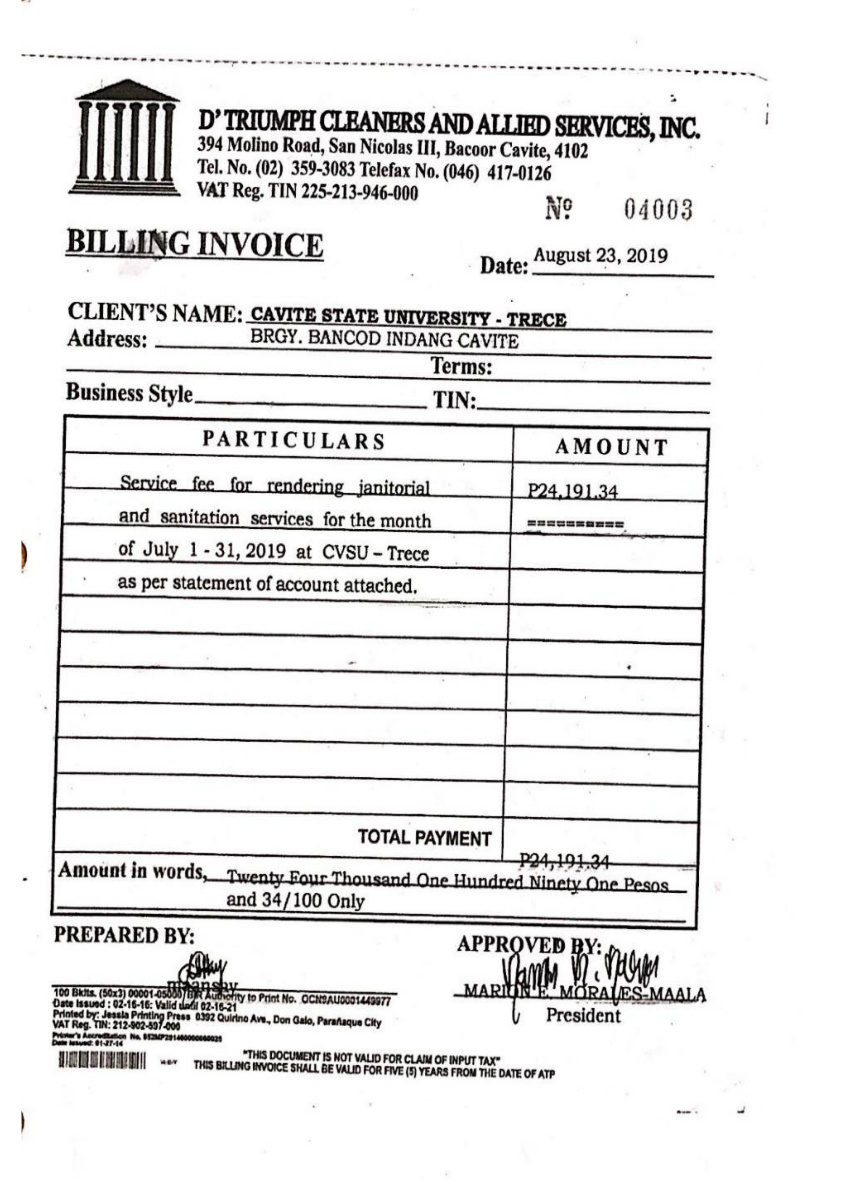 D'TRIUMPH CLEANERS AND ALLIED SERVICES, INC.
394 Molino Road, San Nicolas III, Bacoor Cavite, 4102
Tel. No. (02) 359-3083 Telefax No. (046) 417-0126
VAT Reg. TIN 225-213-946-000
Nº 04003
BILLING INVOICE
Date: August 23, 2019
CLIENT'S NAME: CAVITE STATE UNIVERSITY - TRECE
Address: BRGY. BANCOD INDANG CAVITE
Terms:
Business Style TIN:
PARTICULARS AMOUNT
Service fee for rendering janitorial P24,191.34
and sanitation services for the month ==========
of July 1 - 31, 2019 at CVSU - Trece
as per statement of account attached.
TOTAL PAYMENT
P24,191.34
Amount in words, Twenty Four Thousand One Hundred Ninety One Pesos
and 34/100 Only
PREPARED BY: APPROVED BY:
MARION E. MORALES-MAALA
President
100 Bklts. (50x3) 00001-05000 BIR Authority to Print No. OCN9AU0001449977
Date Issued : 02-16-16: Valid until 02-16-21
Printed by: Jessla Printing Press 0392 Quirino Ave., Don Galo, Parañaque City
VAT Reg. TIN: 212-902-597-000
Printer's Accreditation No.
Date Issued: 01-27-14
"THIS DOCUMENT IS NOT VALID FOR CLAIM OF INPUT TAX"
THIS BILLING INVOICE SHALL BE VALID FOR FIVE (5) YEARS FROM THE DATE OF ATP